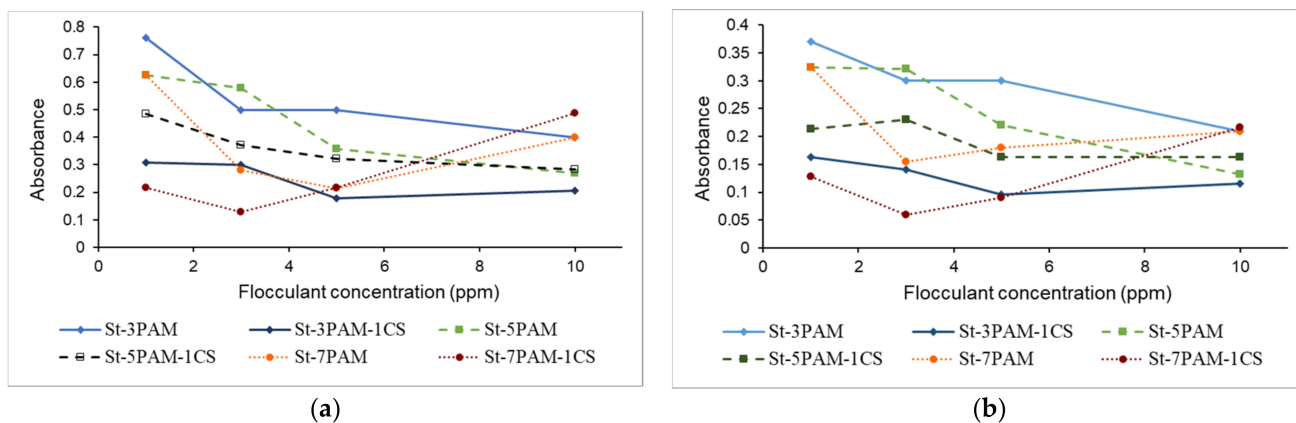 0.8
0.7
0.6
0.5
0.4
0.3
0.2
0.1
0
Absorbance
0 2 4 6 8 10
Flocculant concentration (ppm)
St-3PAM St-3PAM-1CS St-5PAM
St-5PAM-1CS St-7PAM St-7PAM-1CS
(a)
0.4
0.35
0.3
0.25
0.2
0.15
0.1
0.05
0
Absorbance
0 2 4 6 8 10
Flocculant concentration (ppm)
St-3PAM St-3PAM-1CS St-5PAM
St-5PAM-1CS St-7PAM St-7PAM-1CS
(b)